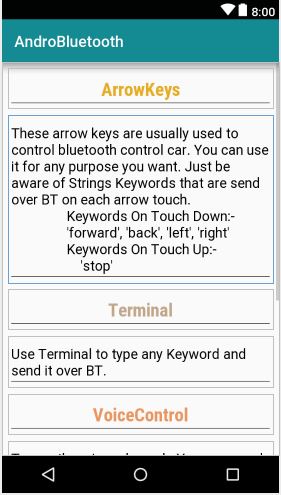 8:00
AndroBluetooth
ArrowKeys
These arrow keys are usually used to
control bluetooth control car. You can use
it for any purpose you want. Just be
aware of Strings Keywords that are send
over BT on each arrow touch.
Keywords On Touch Down:-
'forward', 'back', 'left', 'right'
Keywords On Touch Up:-
'stop'
Terminal
Use Terminal to type any Keyword and
send it over BT.
VoiceControl